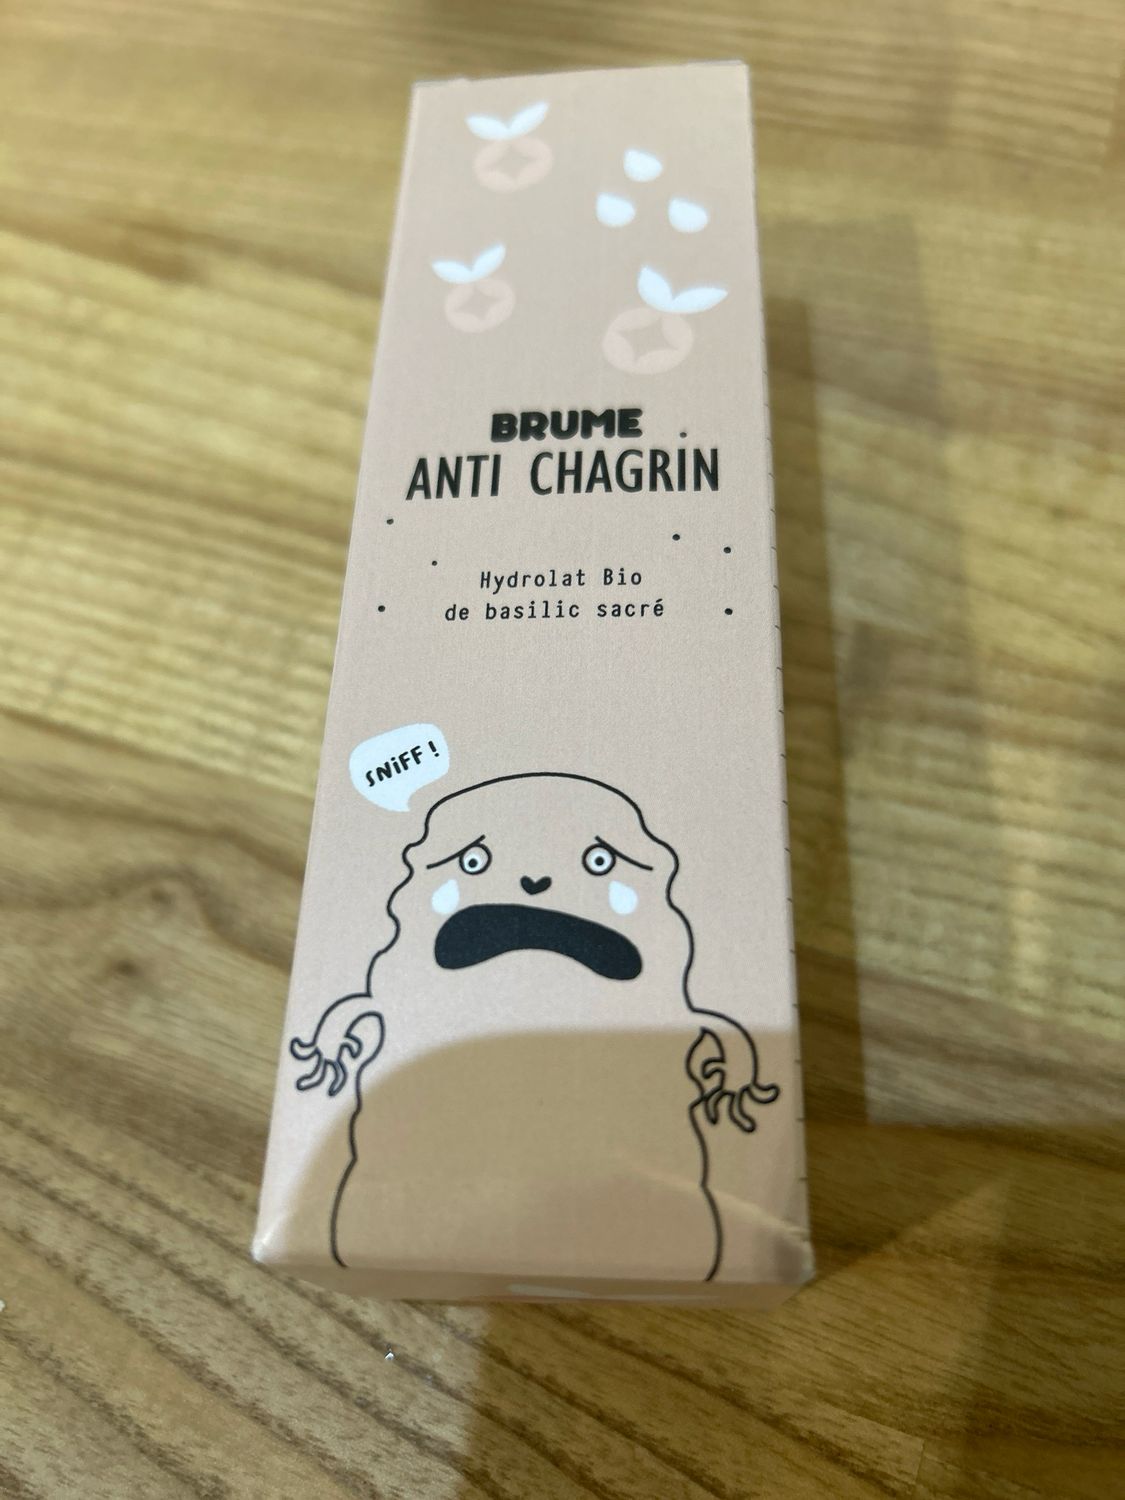 BRUME
ANTI CHAGRiN
Hydrolat Bio
de basilic sacré
SNiFF !